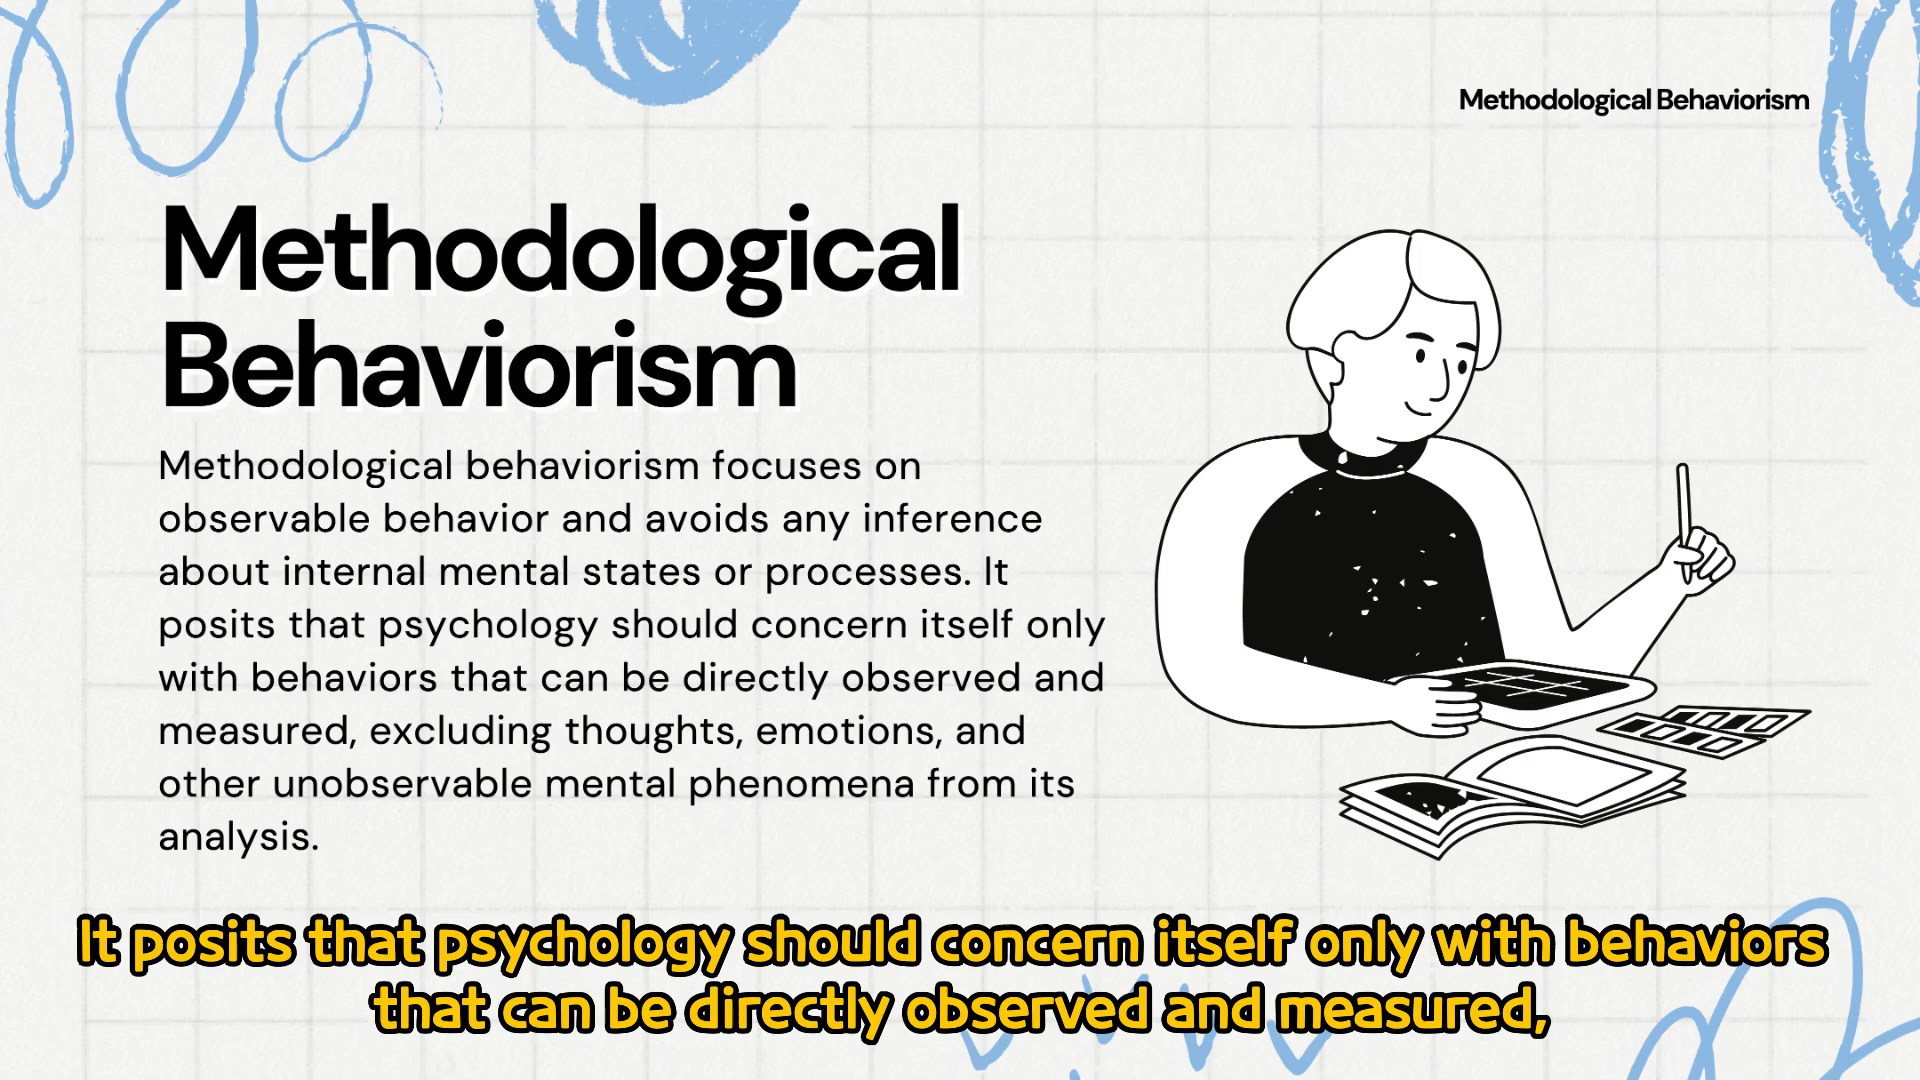 Methodological Behaviorism
Methodological
Behaviorism
Methodological behaviorism focuses on
observable behavior and avoids any inference
about internal mental states or processes. It
posits that psychology should concern itself only
with behaviors that can be directly observed and
measured, excluding thoughts, emotions, and
other unobservable mental phenomena from its
analysis.
It posits that psychology should concern itself only with behaviors
that can be directly observed and measured,